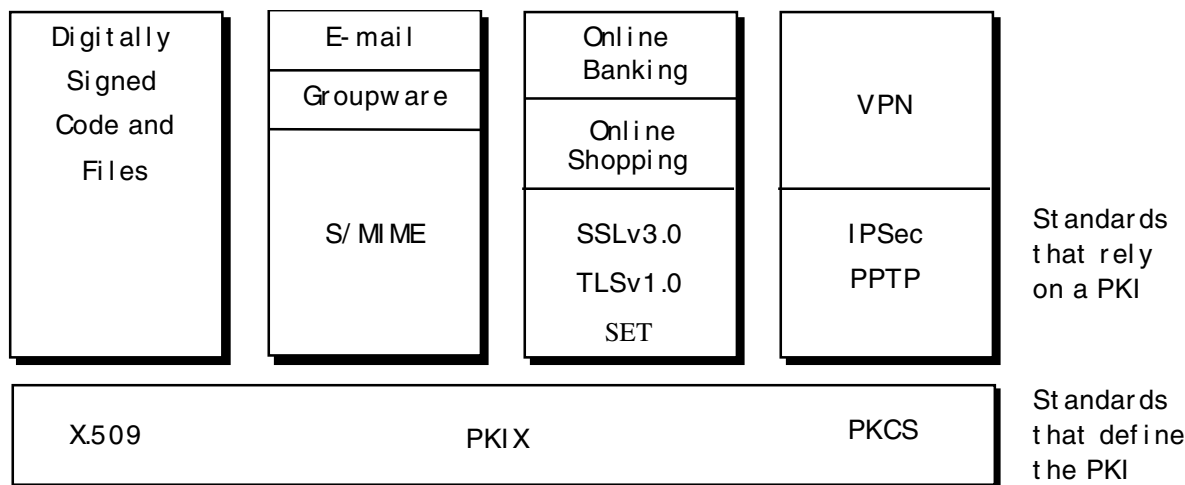 Digitally
Signed
Code and
Files
E-mail
Groupware
S/MIME
Online
Banking
Online
Shopping
SSLv3.0
TLSv1.0
SET
VPN
IPSec
PPTP
Standards
that rely
on a PKI
X.509
PKIX
PKCS
Standards
that define
the PKI